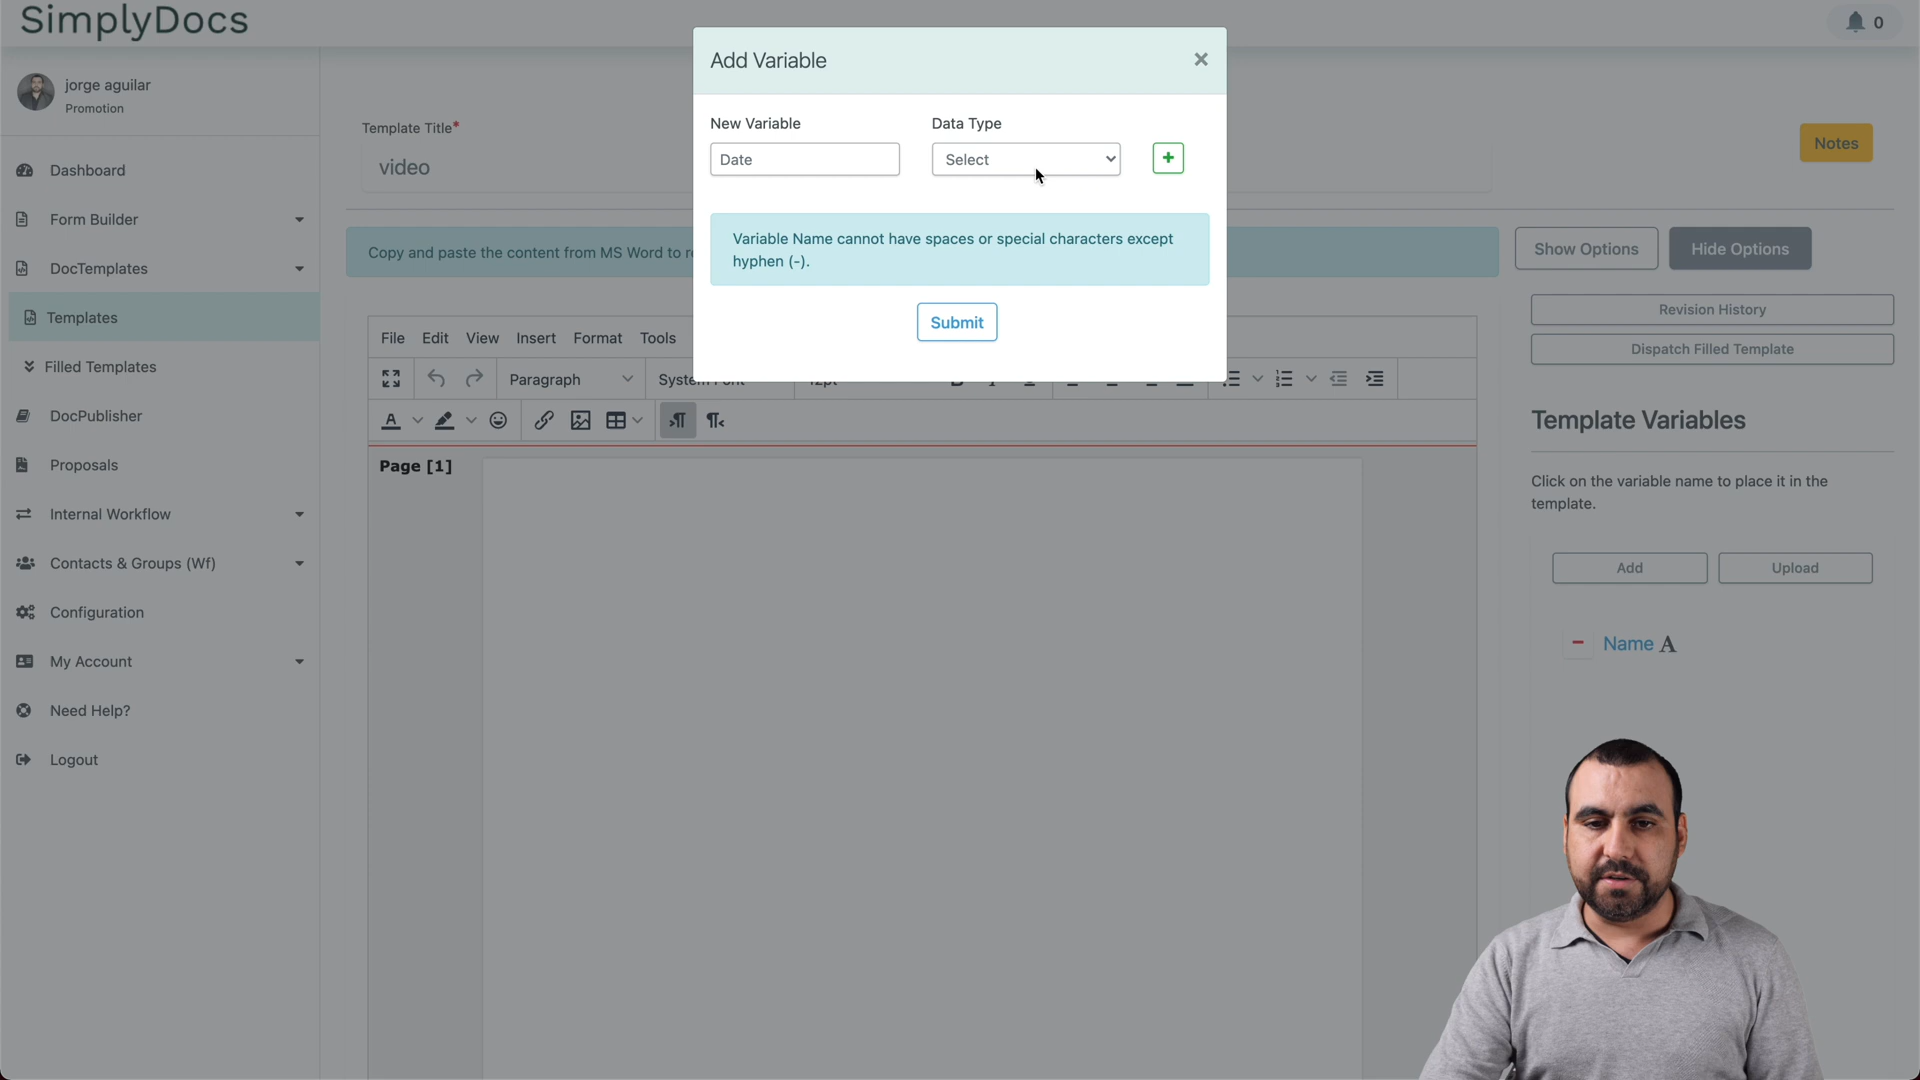 SimplyDocs
0
jorge aguilar
Promotion
Dashboard
Form Builder
DocTemplates
Templates
Filled Templates
DocPublisher
Proposals
Internal Workflow
Contacts & Groups (Wf)
Configuration
My Account
Need Help?
Logout
Template Title*
video
Notes
Copy and paste the content from MS Word to
Show Options
Hide Options
Add Variable
×
New Variable
Data Type
Date
Select
+
Variable Name cannot have spaces or special characters except
hyphen (-).
Submit
File Edit View Insert Format Tools
Paragraph
System Font
12pt
Page [1]
Revision History
Dispatch Filled Template
Template Variables
Click on the variable name to place it in the
template.
Add
Upload
Name A